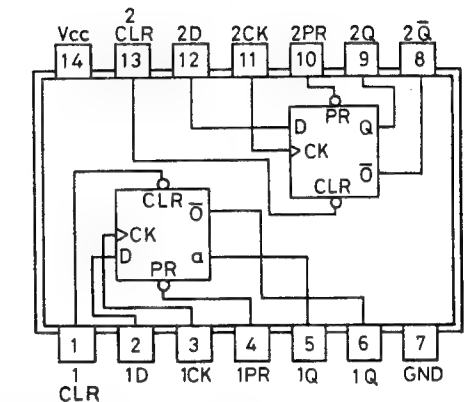 2
Vcc CLR 2D 2CK 2PR 2Q 2Q̅
14 13 12 11 10 9 8
PR
D Q
CK
O̅
CLR
CLR O̅
CK
D a
PR
1 2 3 4 5 6 7
1 1D 1CK 1PR 1Q 1Q GND
CLR